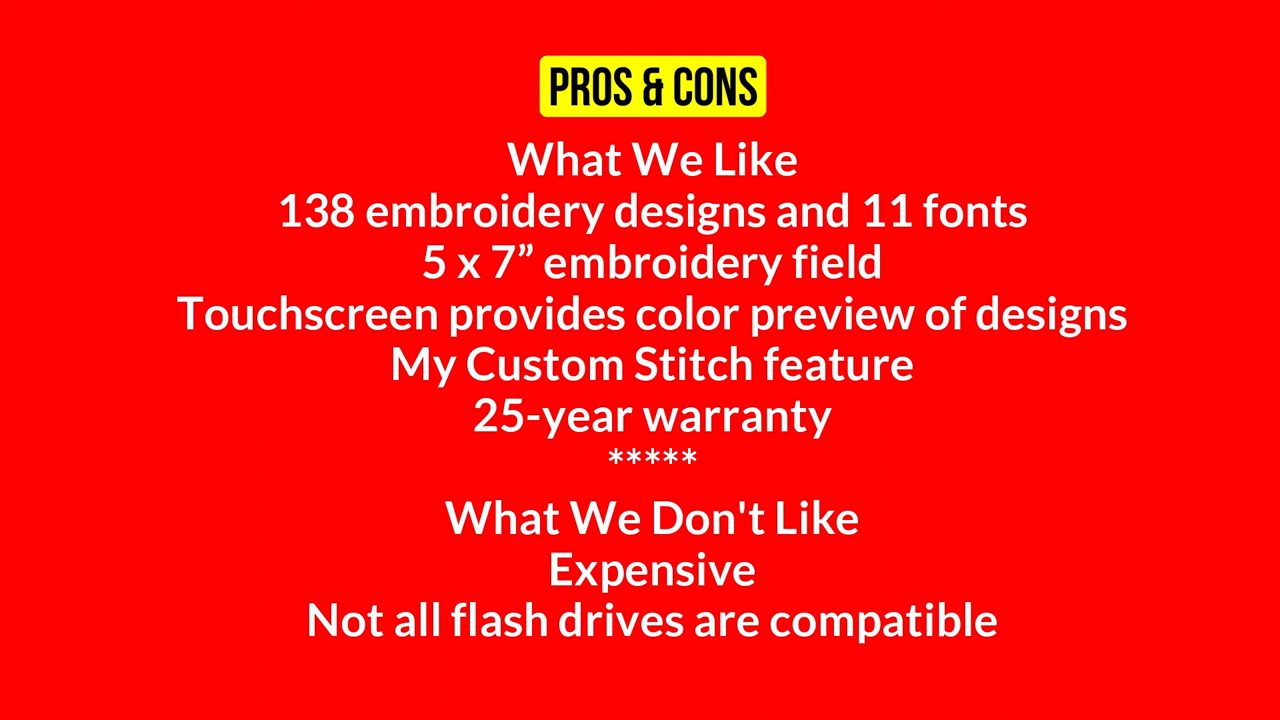 PROS & CONS
What We Like
138 embroidery designs and 11 fonts
5 x 7” embroidery field
Touchscreen provides color preview of designs
My Custom Stitch feature
25-year warranty
*****
What We Don't Like
Expensive
Not all flash drives are compatible